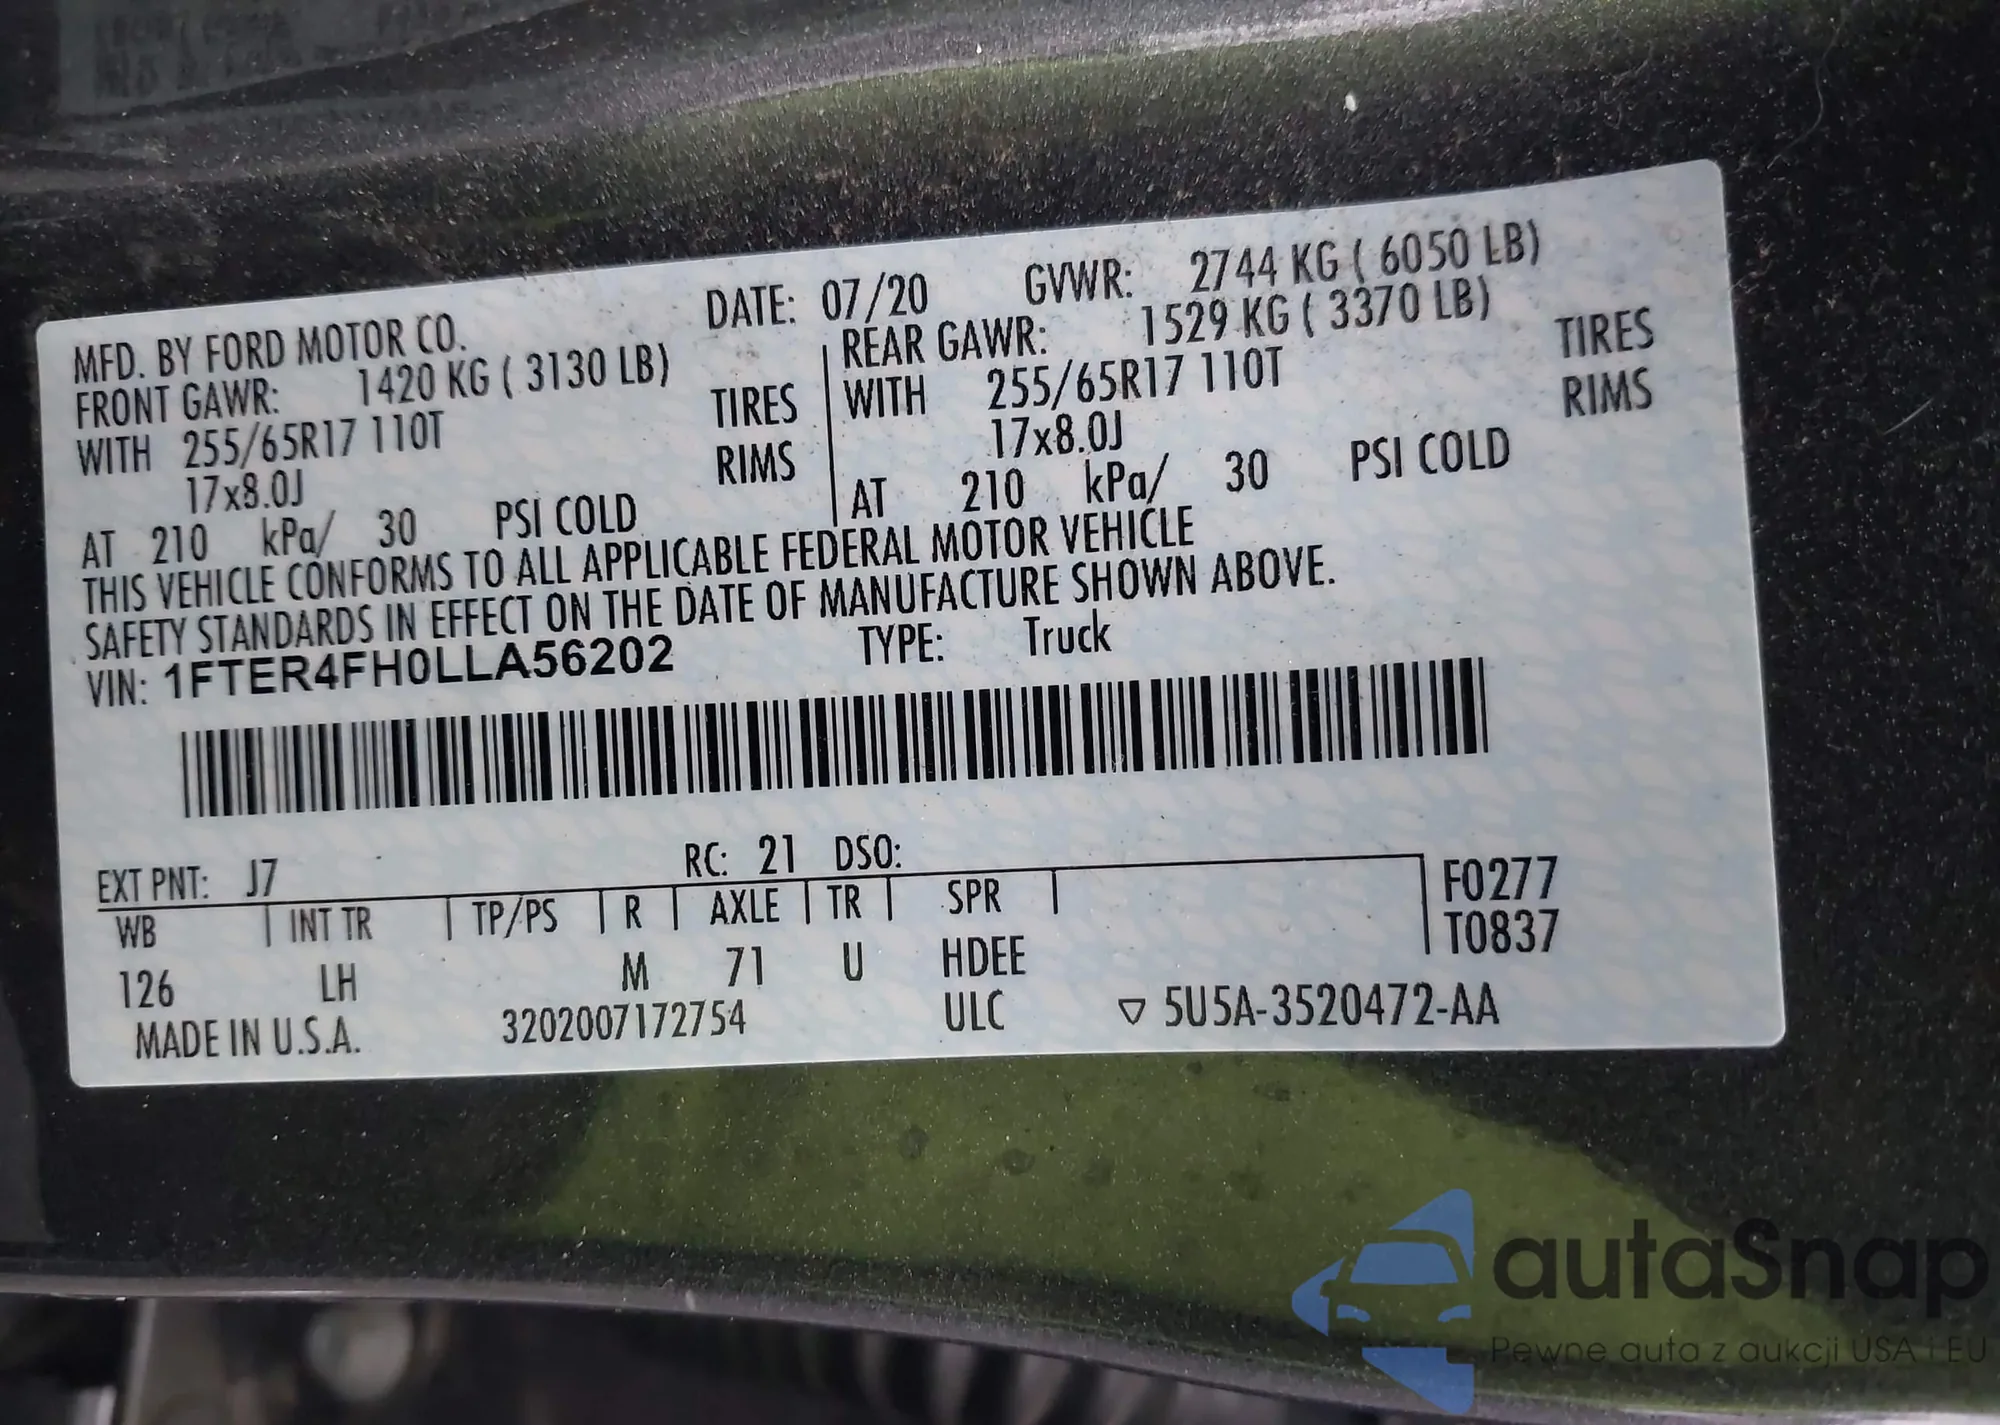 MFD. BY FORD MOTOR CO. DATE: 07/20 GVWR: 2744 KG ( 6050 LB)
FRONT GAWR: 1420 KG ( 3130 LB) REAR GAWR: 1529 KG ( 3370 LB)
WITH 255/65R17 110T TIRES WITH 255/65R17 110T TIRES
17x8.0J RIMS 17x8.0J RIMS
AT 210 kPa/ 30 PSI COLD AT 210 kPa/ 30 PSI COLD
THIS VEHICLE CONFORMS TO ALL APPLICABLE FEDERAL MOTOR VEHICLE
SAFETY STANDARDS IN EFFECT ON THE DATE OF MANUFACTURE SHOWN ABOVE.
VIN: 1FTER4FH0LLA56202 TYPE: Truck
EXT PNT: J7 RC: 21 DSO: F0277
WB INT TR TP/PS R AXLE TR SPR T0837
126 LH M 71 U HDEE
MADE IN U.S.A. 3202007172754 ULC ▽ 5U5A-3520472-AA
autaSnap
Pewne auta z aukcji USA i EU